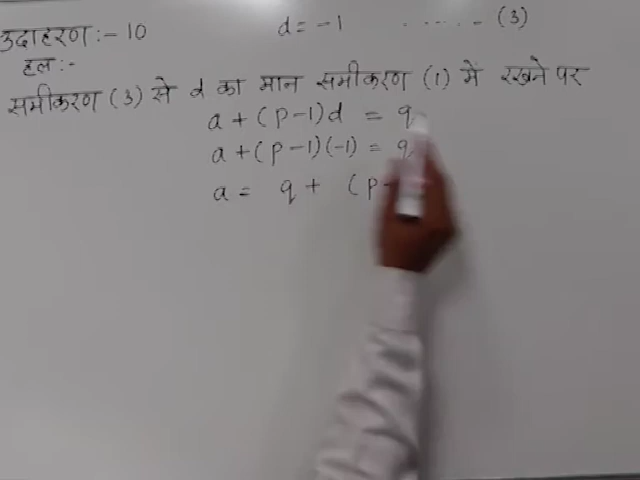 उदाहरण:- 10 d = -1 ...... (3)
हल:-
समीकरण (3) से d का मान समीकरण (1) में रखने पर
a + (p-1)d = q
a + (p-1)(-1) = q
a = q + (p-